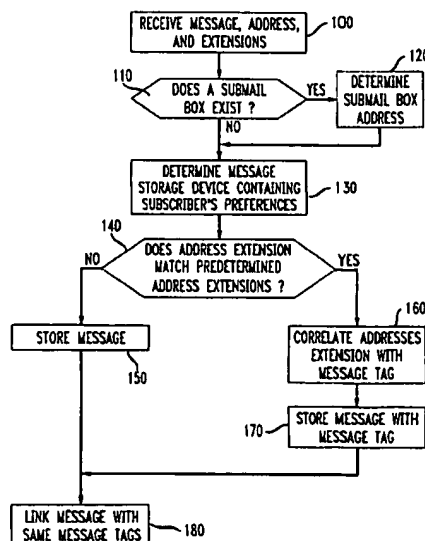 RECEIVE MESSAGE, ADDRESS,
AND EXTENSIONS
100
110
DOES A SUBMAIL
BOX EXIST ?
YES
NO
120
DETERMINE
SUBMAIL BOX
ADDRESS
DETERMINE MESSAGE
STORAGE DEVICE CONTAINING
SUBSCRIBER'S PREFERENCES
130
140
DOES ADDRESS EXTENSION
MATCH PREDETERMINED
ADDRESS EXTENSIONS ?
NO
YES
STORE MESSAGE
150
160
CORRELATE ADDRESSES
EXTENSION WITH
MESSAGE TAG
170
STORE MESSAGE WITH
MESSAGE TAG
LINK MESSAGE WITH
SAME MESSAGE TAGS
180